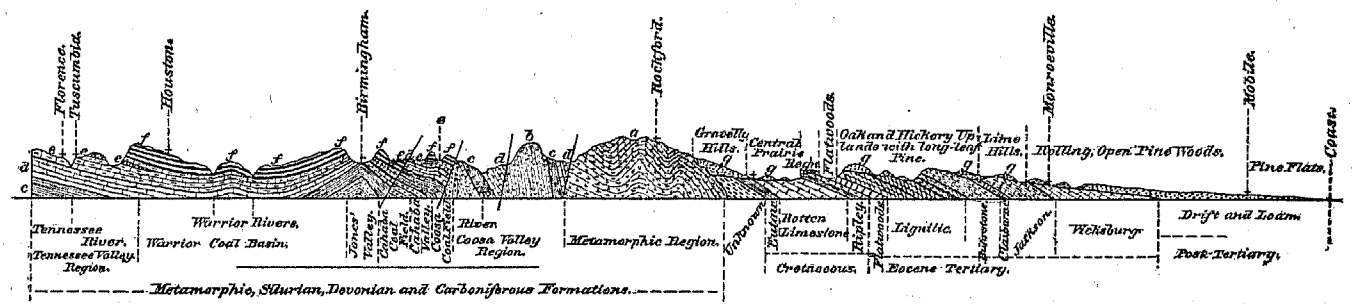 Florence.
Tuscumbia.
Houston.
Birmingham.
Rockford.
Monroeville.
Mobile.
Coast.
Gravelly
Hills.
Central
Prairie
Regn.
Flatwoods.
Oak and Hickory Up-
lands with long-leaf
Pine.
Lime
Hills.
Rolling, Open Pine Woods.
Pine Flats.
d
c
e
e
e
f
f
f
f
f
e
f
c
d
b
c
d
a
g
g
g
g
g
g
Tennessee
River.
Tennessee Valley
Region.
Warrior Rivers.
Warrior Coal Basin.
Jones'
Valley.
Cahaba
Coal
Field.
Cahaba
Valley.
Coosa
Coal Field
River
Coosa Valley
Region.
Metamorphic Region.
Unknown
Eutaw
Rotten
Limestone
Ripley.
Cretaceous.
Flatwoods
Lignitic.
Buhrstone.
Claiborne
Jackson
Vicksburg
Eocene Tertiary.
Drift and Loam.
Post-Tertiary.
Metamorphic, Silurian, Devonian and Carboniferous Formations.